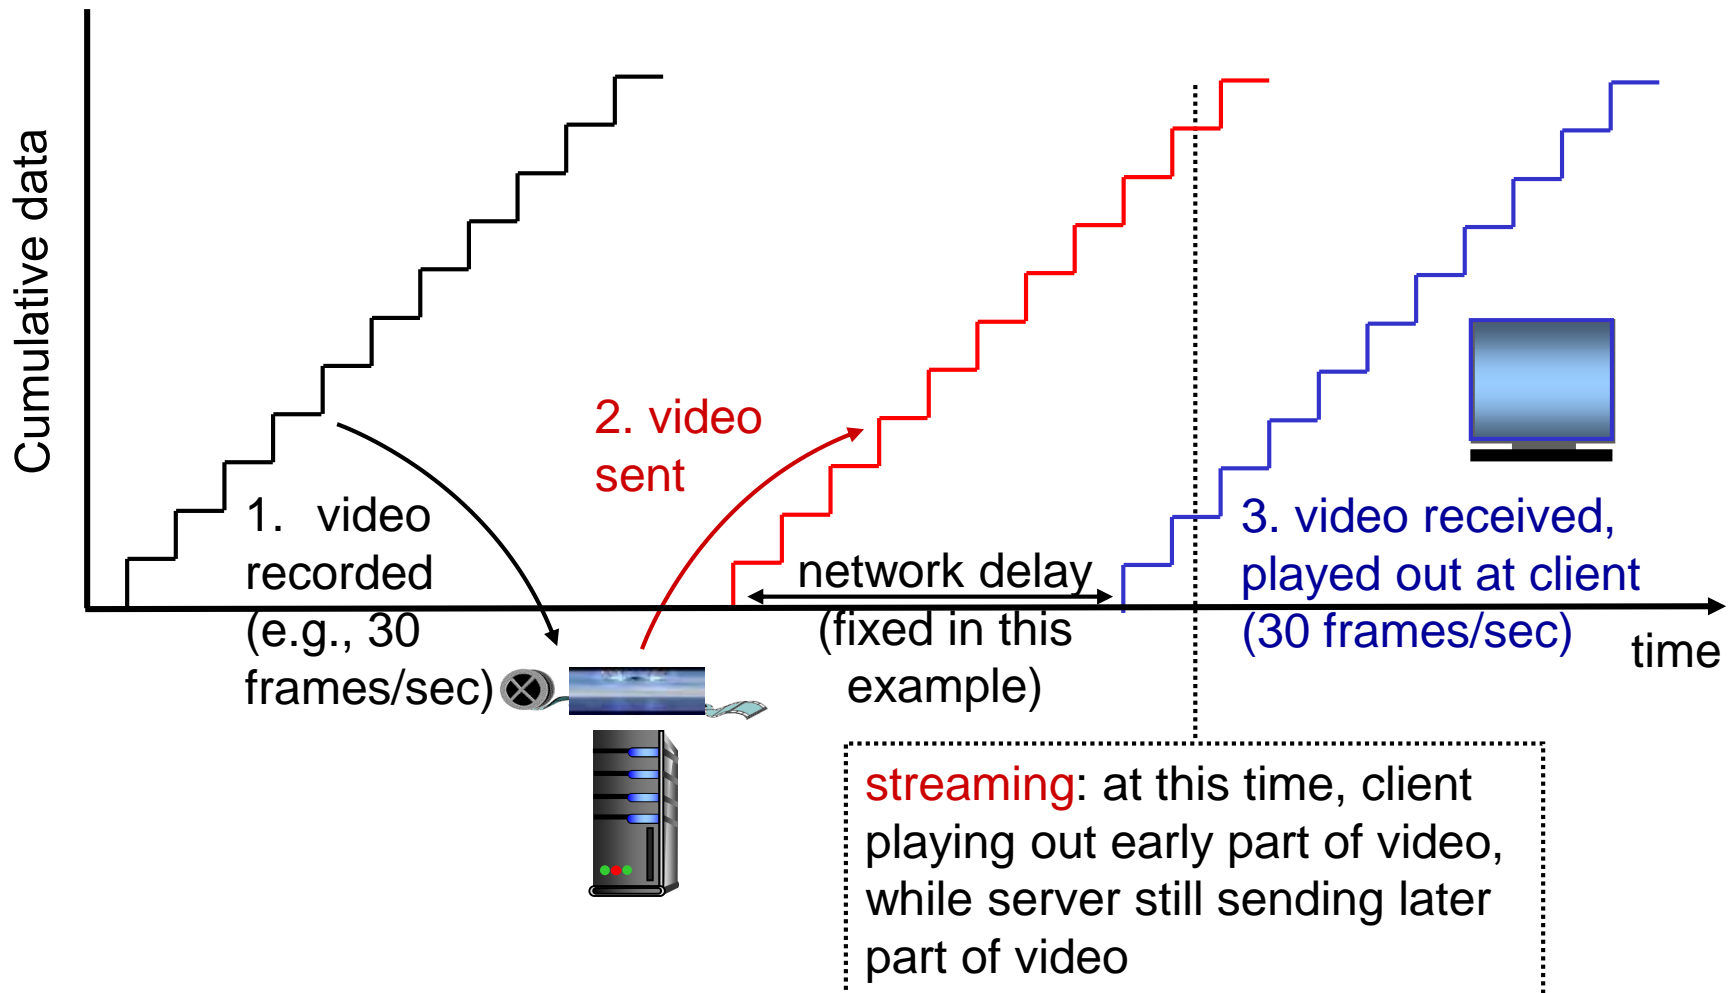 Cumulative data
1. video
recorded
(e.g., 30
frames/sec)
2. video
sent
network delay
(fixed in this
example)
3. video received,
played out at client
(30 frames/sec)
time
streaming: at this time, client
playing out early part of video,
while server still sending later
part of video